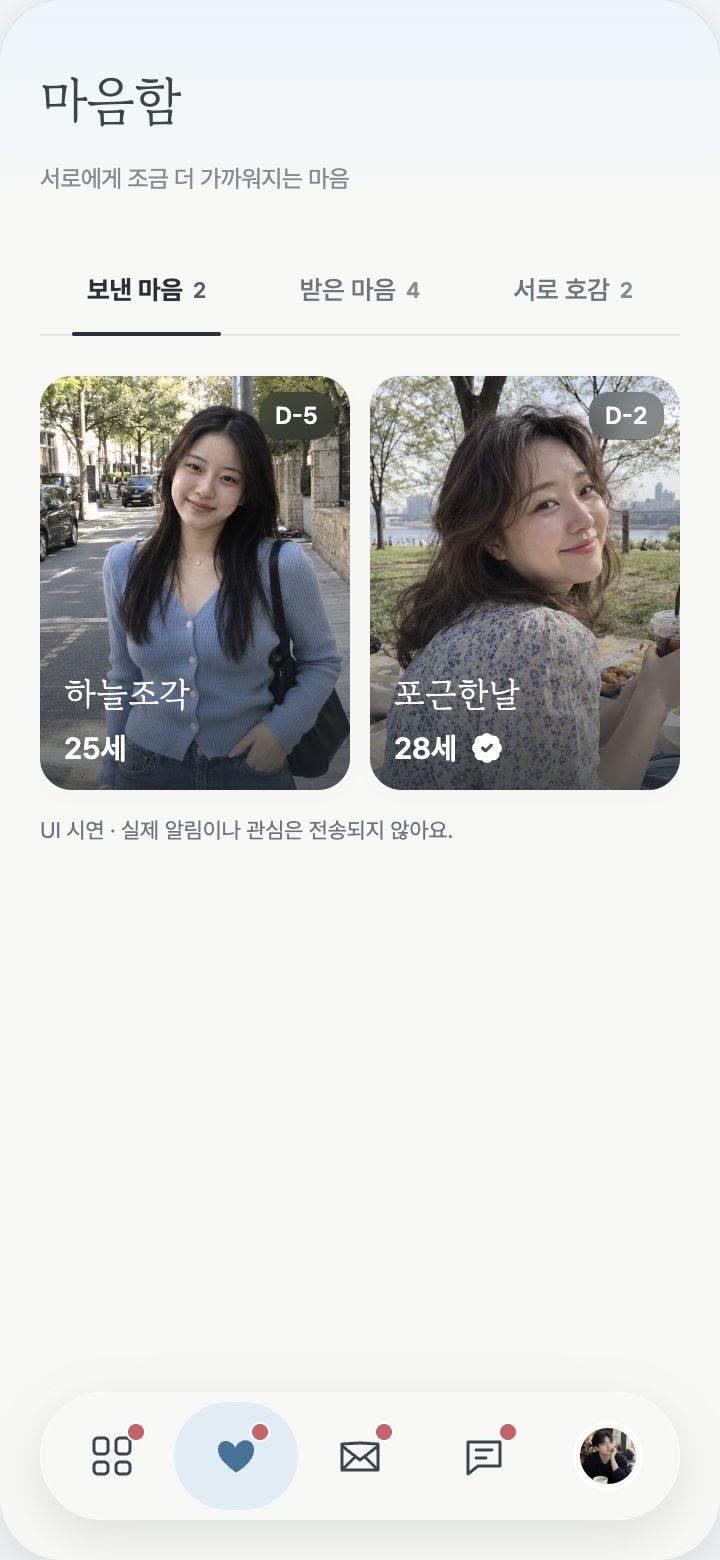 마음함
서로에게 조금 더 가까워지는 마음
보낸 마음 2
받은 마음 4
서로 호감 2
D-5
하늘조각
25세
D-2
포근한날
28세
UI 시연 · 실제 알림이나 관심은 전송되지 않아요.